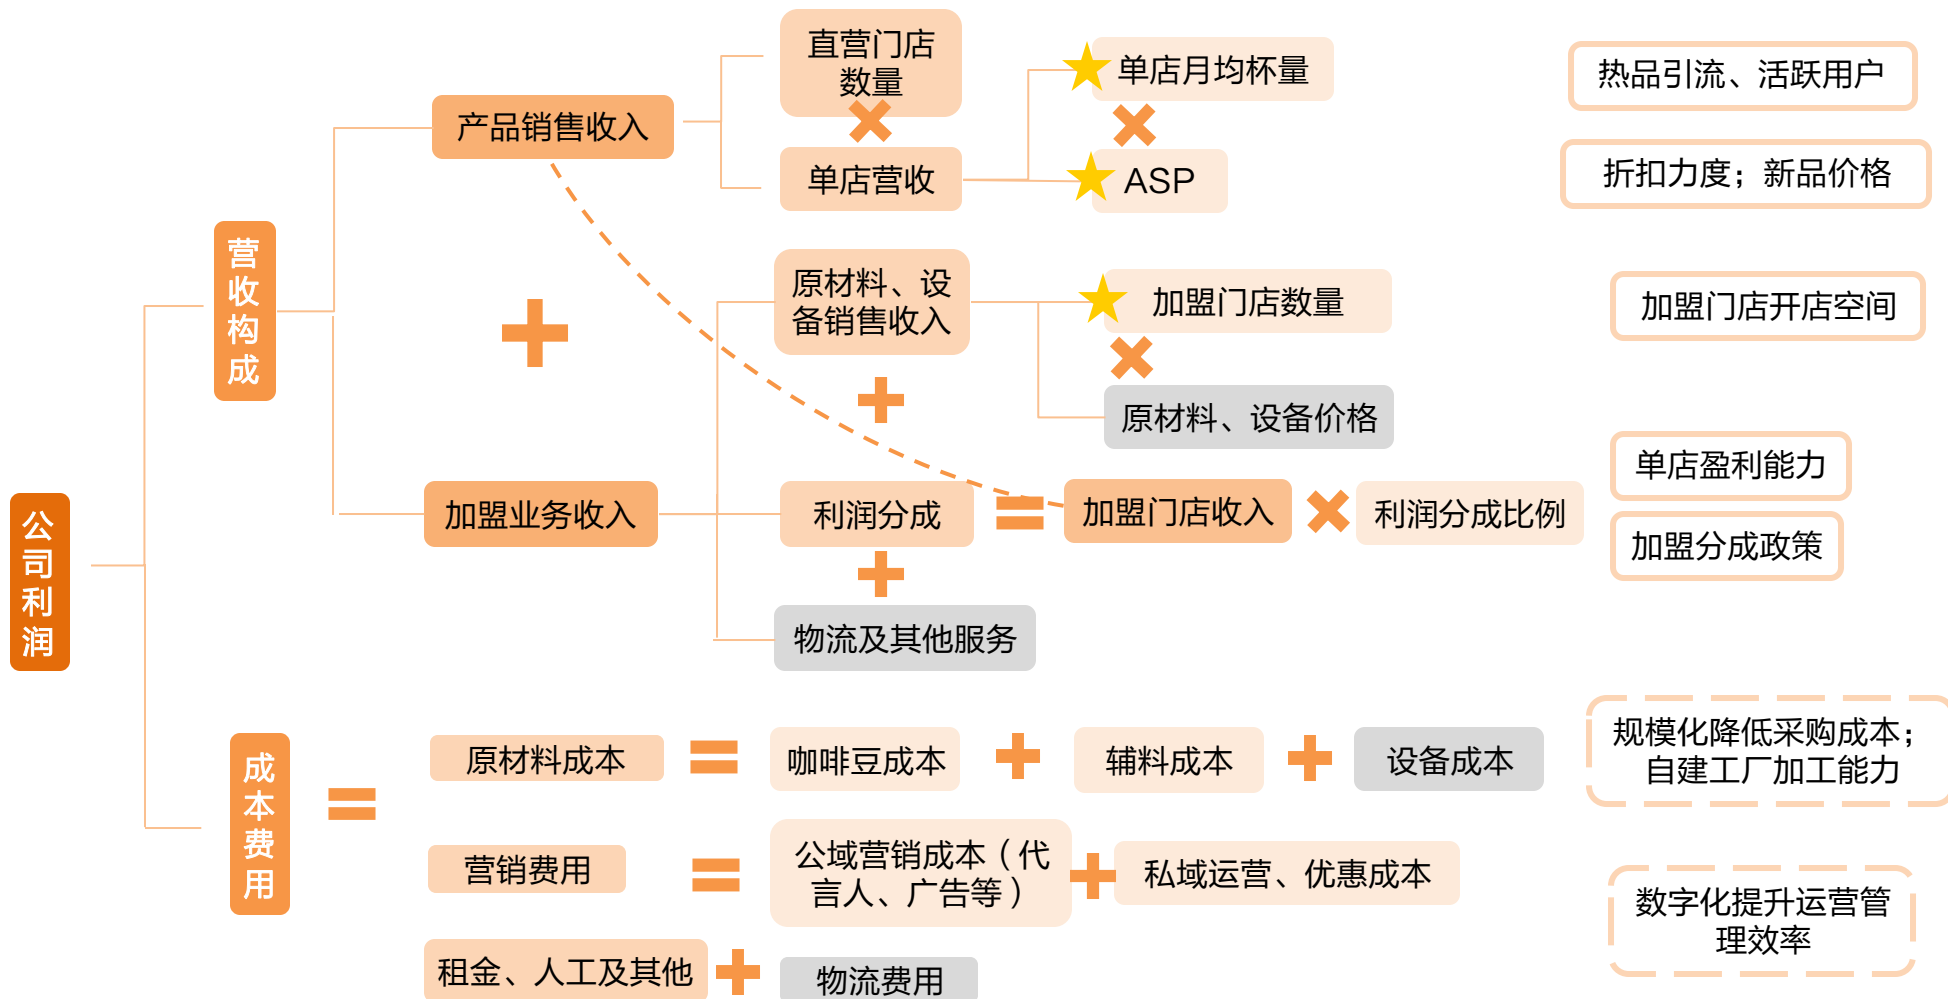 直营门店
数量
单店月均杯量
热品引流、活跃用户
产品销售收入
单店营收
ASP
折扣力度；新品价格
营
收
构
成
原材料、设
备销售收入
加盟门店数量
加盟门店开店空间
原材料、设备价格
单店盈利能力
加盟业务收入
利润分成
加盟门店收入
利润分成比例
加盟分成政策
公
司
利
润
物流及其他服务
成
本
费
用
原材料成本
咖啡豆成本
辅料成本
设备成本
规模化降低采购成本；
自建工厂加工能力
营销费用
公域营销成本（代
言人、广告等）
私域运营、优惠成本
数字化提升运营管
理效率
租金、人工及其他
物流费用